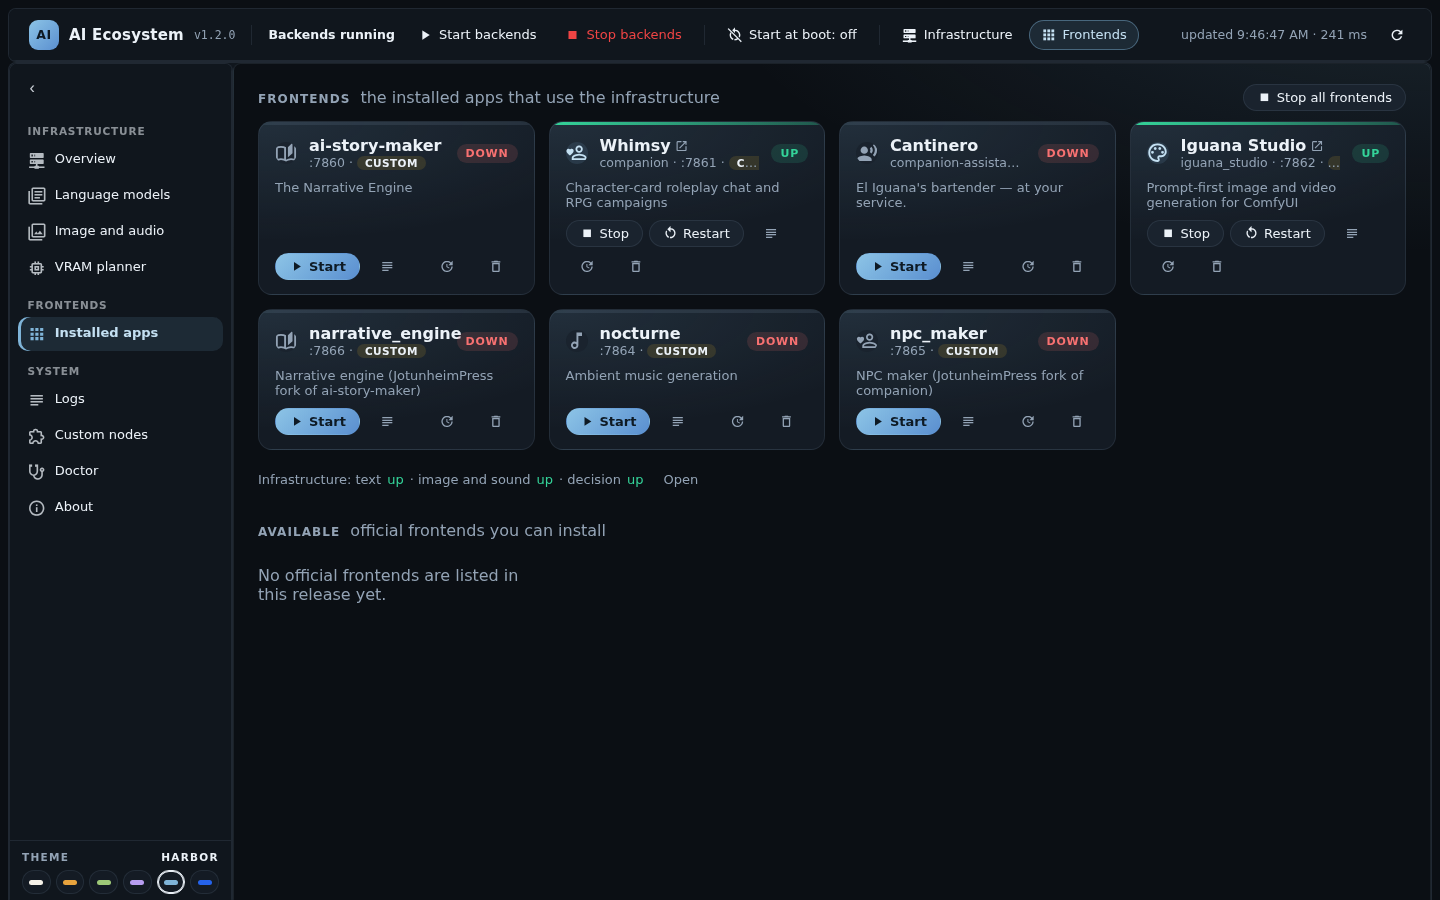 AI AI Ecosystem v1.2.0 Backends running Start backends Stop backends Start at boot: off Infrastructure Frontends updated 9:46:47 AM · 241 ms
INFRASTRUCTURE
Overview
Language models
Image and audio
VRAM planner
FRONTENDS
Installed apps
SYSTEM
Logs
Custom nodes
Doctor
About
THEME HARBOR
FRONTENDS the installed apps that use the infrastructure Stop all frontends
ai-story-maker DOWN
:7860 · CUSTOM
The Narrative Engine
Start
Whimsy UP
companion · :7861 · C…
Character-card roleplay chat and
RPG campaigns
Stop Restart
Cantinero DOWN
companion-assista…
El Iguana's bartender — at your
service.
Start
Iguana Studio UP
iguana_studio · :7862 · …
Prompt-first image and video
generation for ComfyUI
Stop Restart
narrative_engine DOWN
:7866 · CUSTOM
Narrative engine (JotunheimPress
fork of ai-story-maker)
Start
nocturne DOWN
:7864 · CUSTOM
Ambient music generation
Start
npc_maker DOWN
:7865 · CUSTOM
NPC maker (JotunheimPress fork of
companion)
Start
Infrastructure: text up · image and sound up · decision up Open
AVAILABLE official frontends you can install
No official frontends are listed in
this release yet.